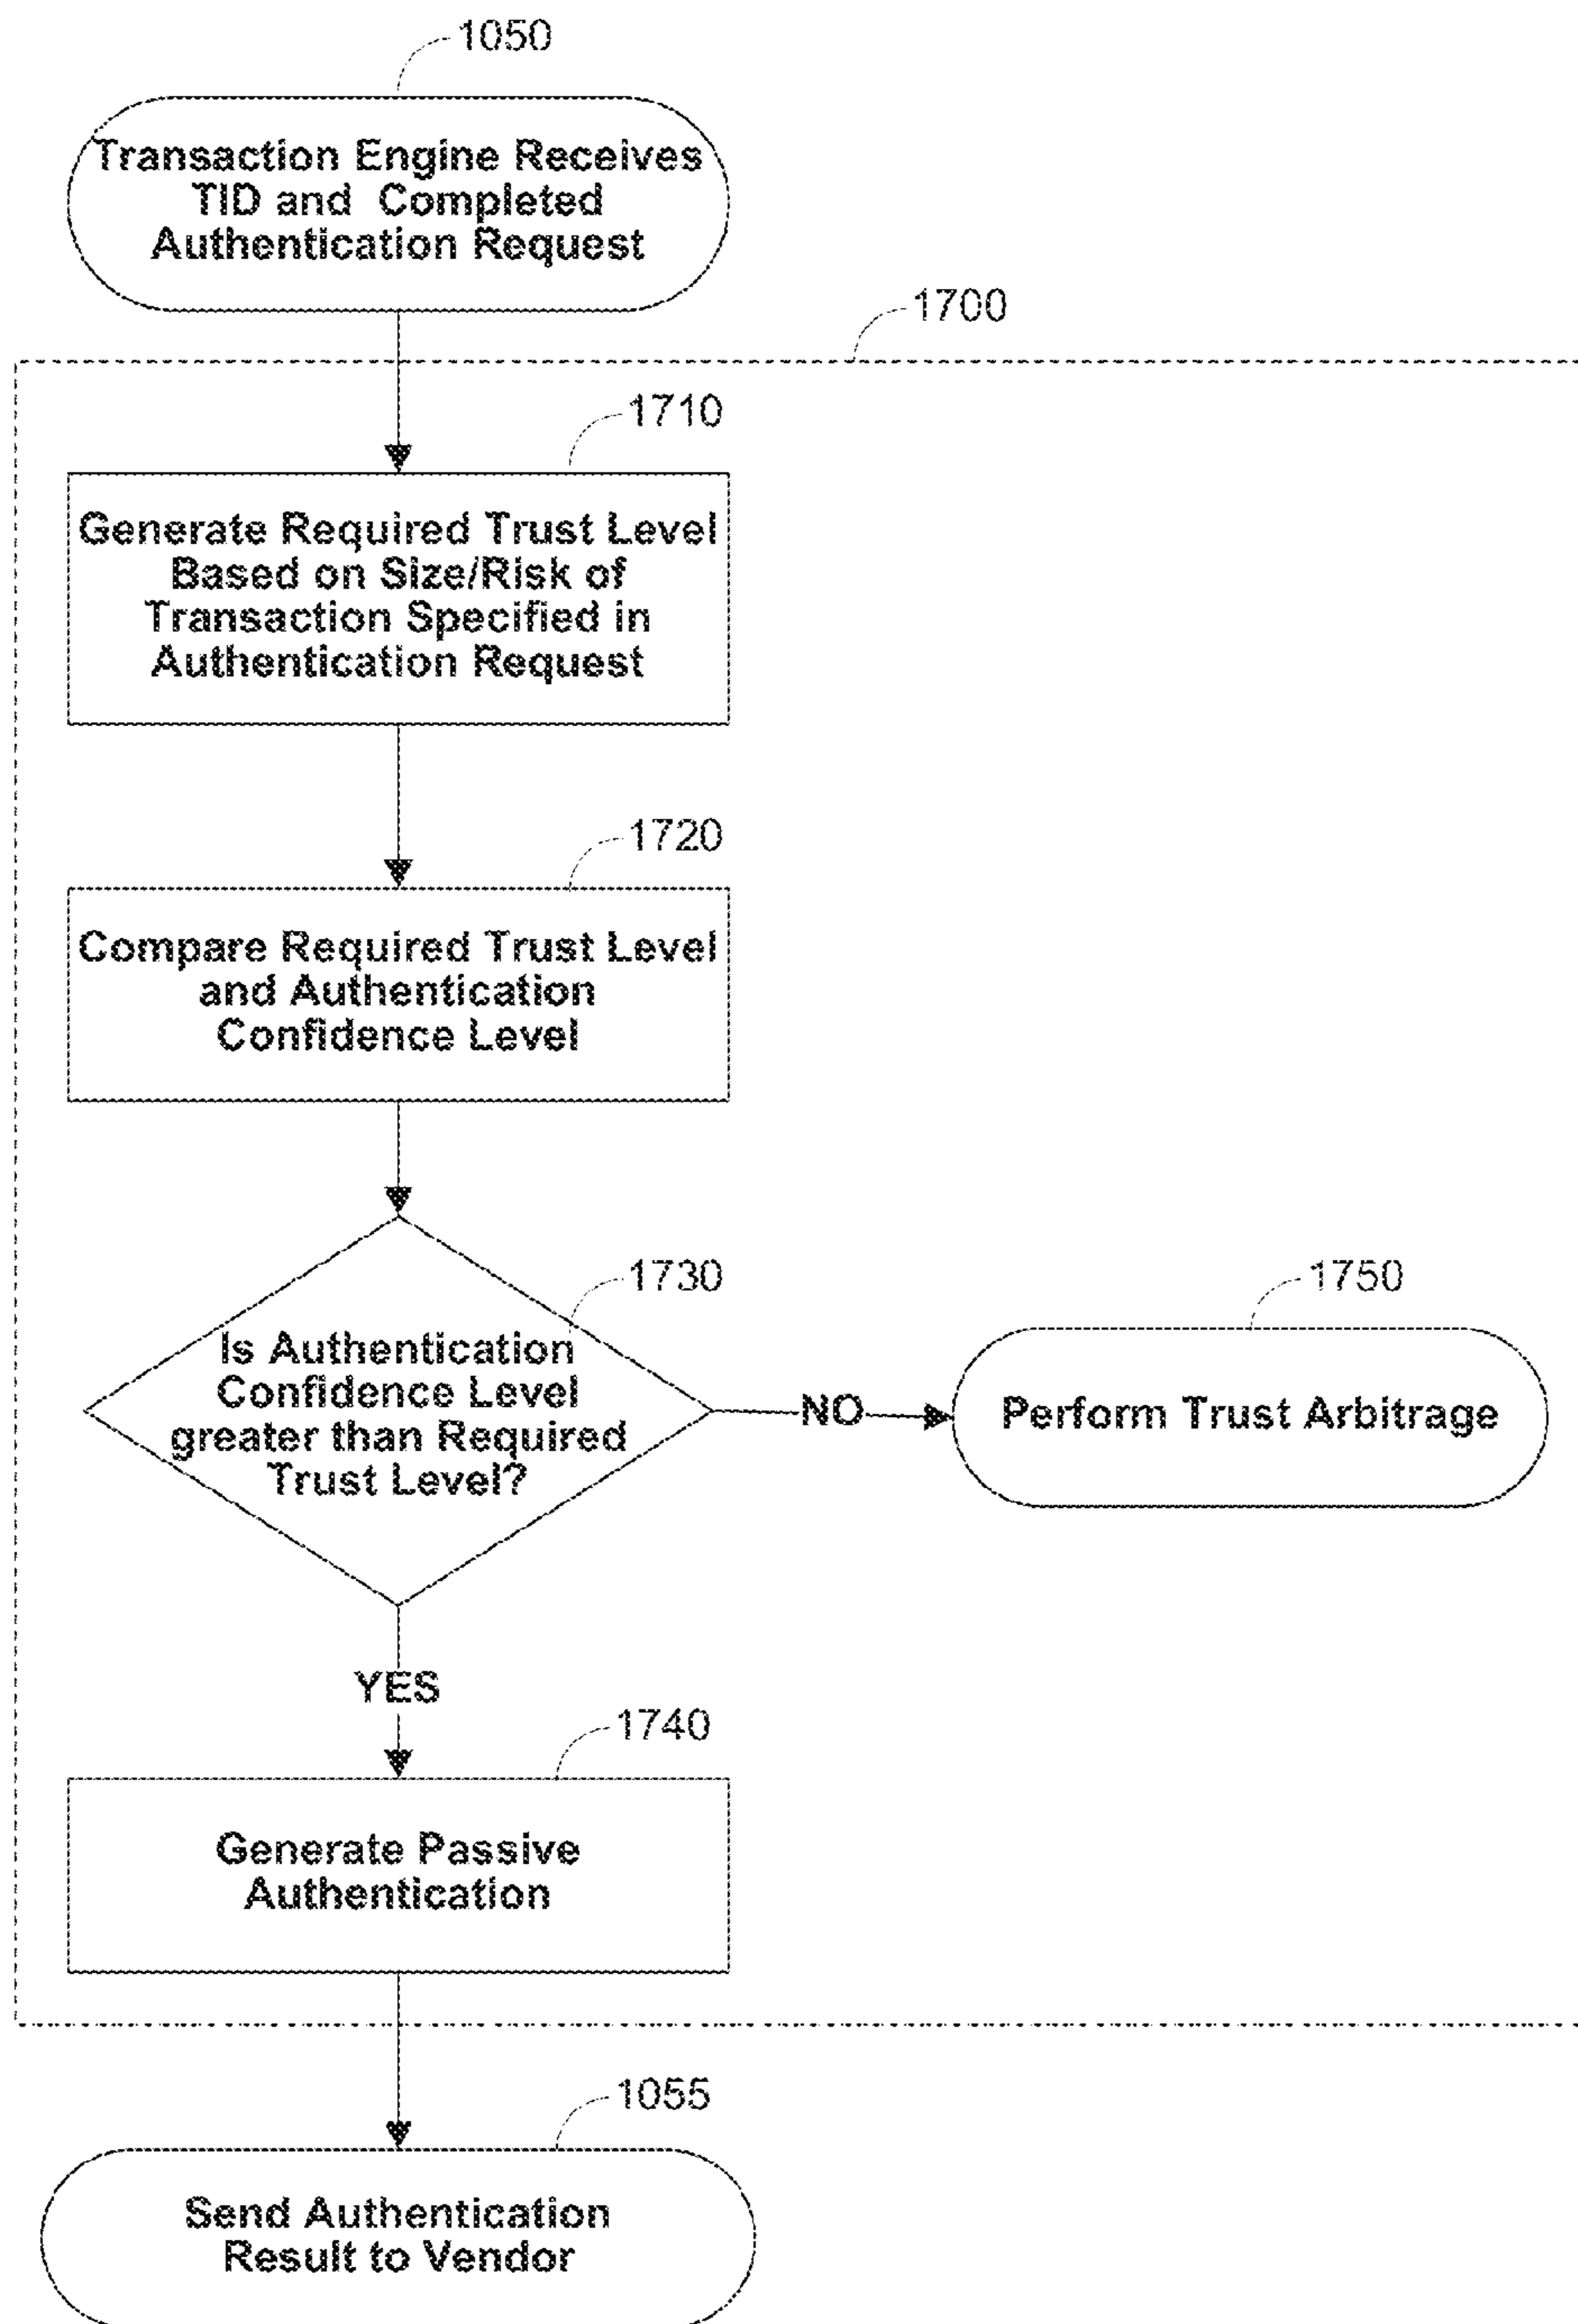 1050
Transaction Engine Receives
TID and Completed
Authentication Request
1700
1710
Generate Required Trust Level
Based on Size/Risk of
Transaction Specified in
Authentication Request
1720
Compare Required Trust Level
and Authentication
Confidence Level
1730
Is Authentication
Confidence Level
greater than Required
Trust Level?
NO
1750
Perform Trust Arbitrage
YES
1740
Generate Passive
Authentication
1055
Send Authentication
Result to Vendor